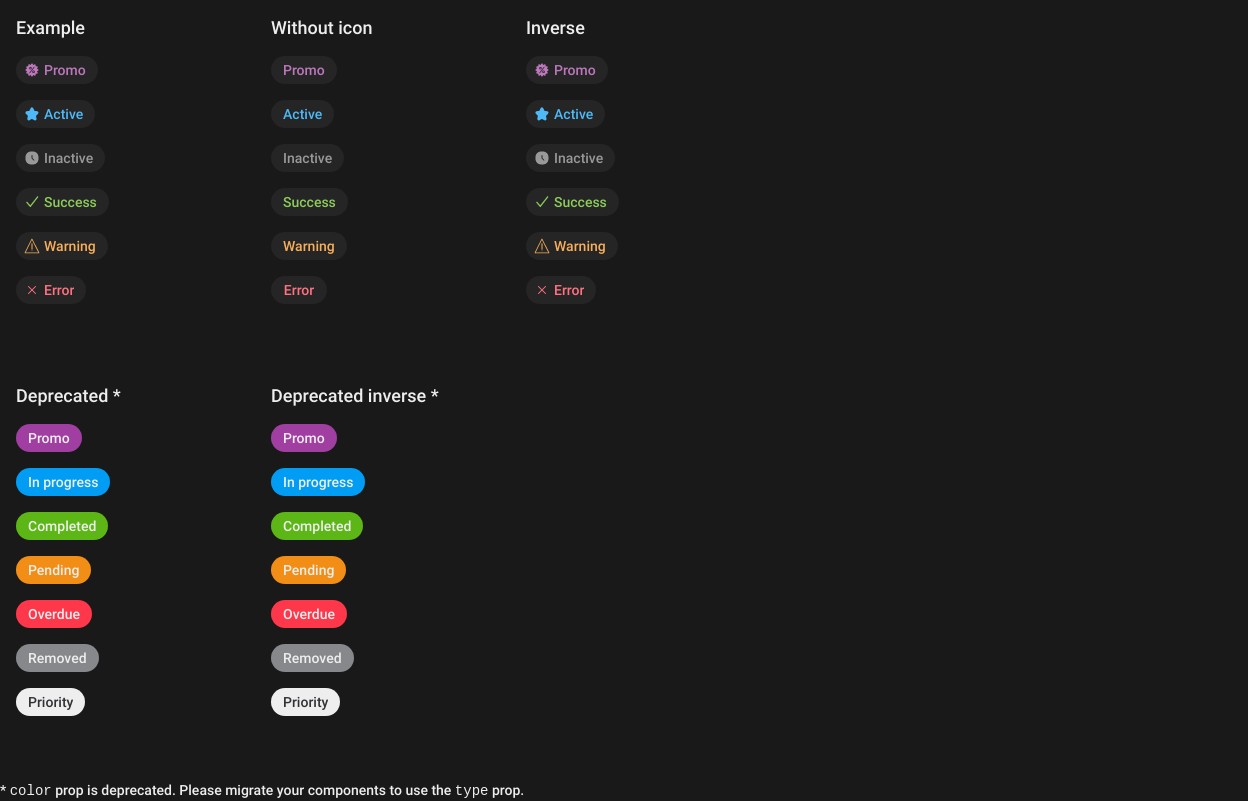 Example
Promo
Active
Inactive
Success
Warning
Error
Without icon
Promo
Active
Inactive
Success
Warning
Error
Inverse
Promo
Active
Inactive
Success
Warning
Error
Deprecated *
Promo
In progress
Completed
Pending
Overdue
Removed
Priority
Deprecated inverse *
Promo
In progress
Completed
Pending
Overdue
Removed
Priority
* color prop is deprecated. Please migrate your components to use the type prop.